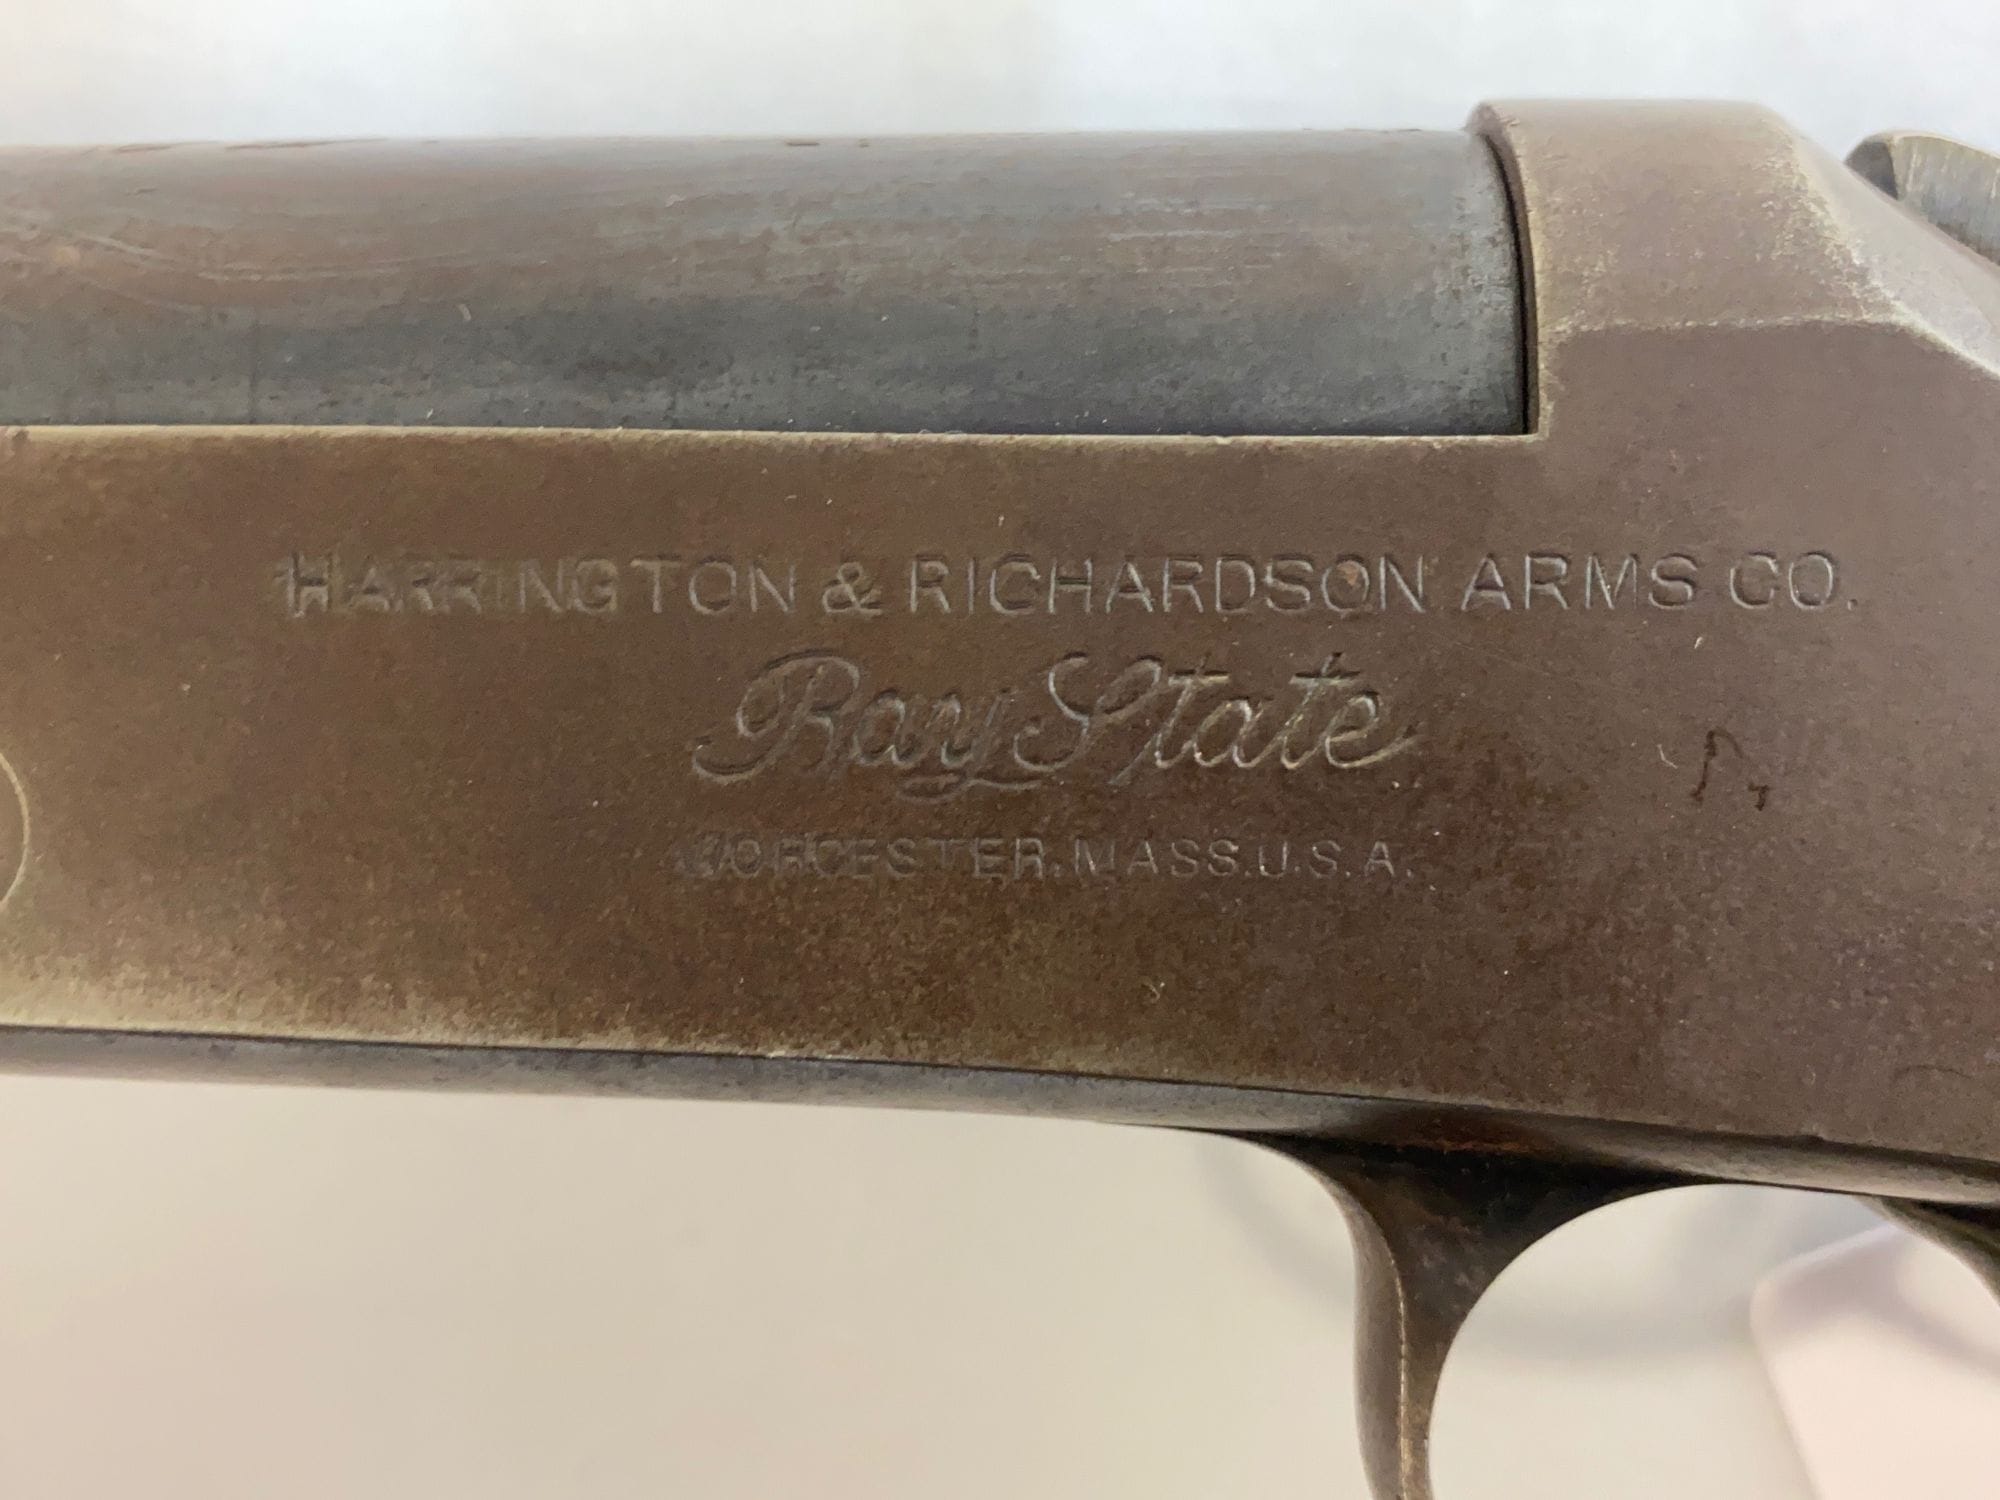 HARRINGTON & RICHARDSON ARMS CO.
Bay State
WORCESTER.MASS.U.S.A.